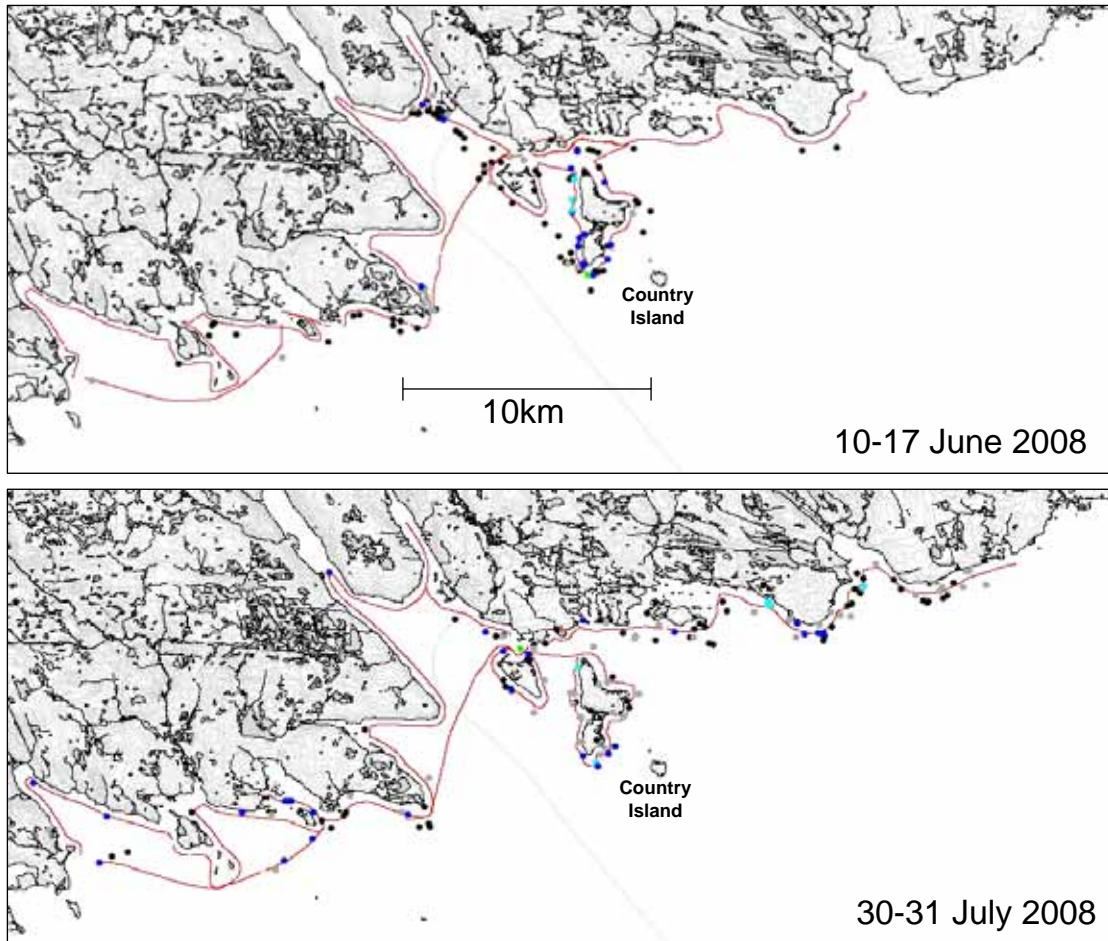 Country
Island
10km
10-17 June 2008
Country
Island
30-31 July 2008